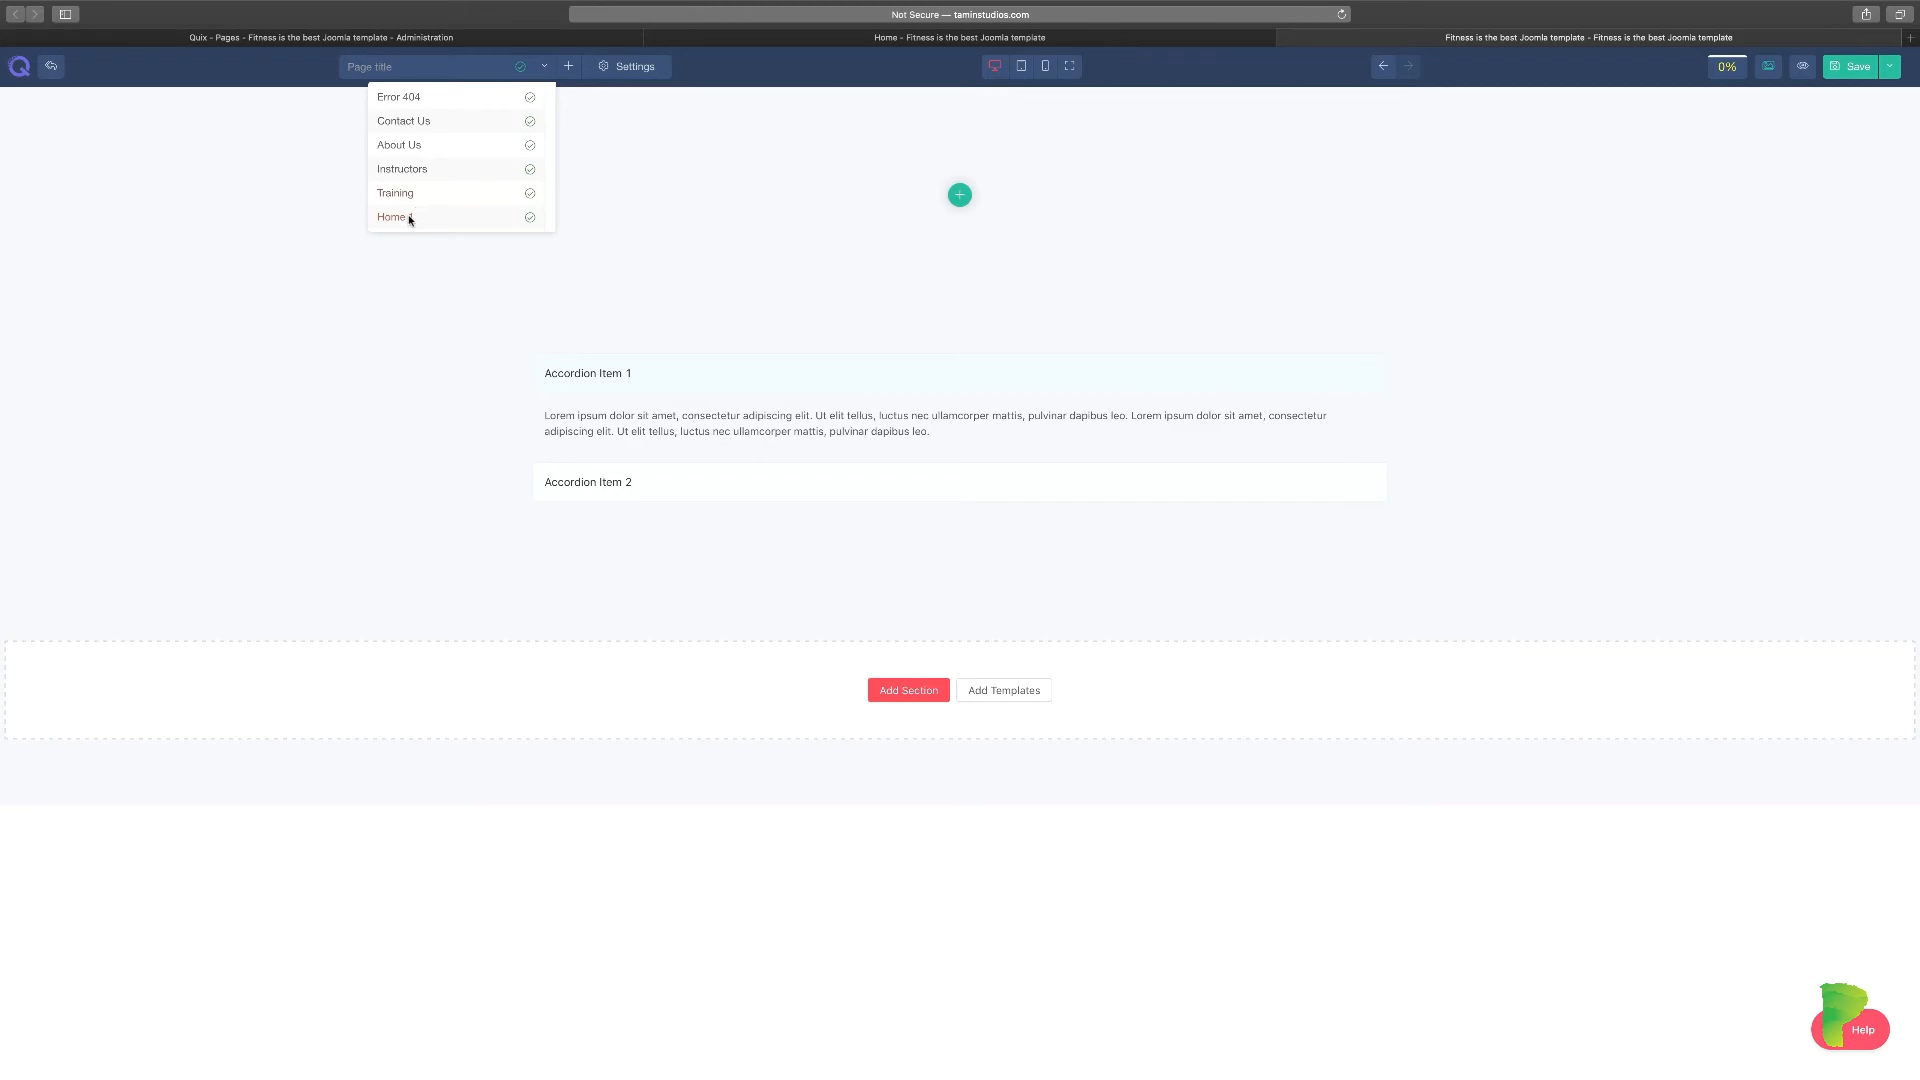 Not Secure — taminstudios.com
Quix - Pages - Fitness is the best Joomla template - Administration
Home - Fitness is the best Joomla template
Fitness is the best Joomla template - Fitness is the best Joomla template
Page title
Settings
0%
Save
Error 404
Contact Us
About Us
Instructors
Training
Home
Accordion Item 1
Lorem ipsum dolor sit amet, consectetur adipiscing elit. Ut elit tellus, luctus nec ullamcorper mattis, pulvinar dapibus leo. Lorem ipsum dolor sit amet, consectetur
adipiscing elit. Ut elit tellus, luctus nec ullamcorper mattis, pulvinar dapibus leo.
Accordion Item 2
Add Section
Add Templates
Help